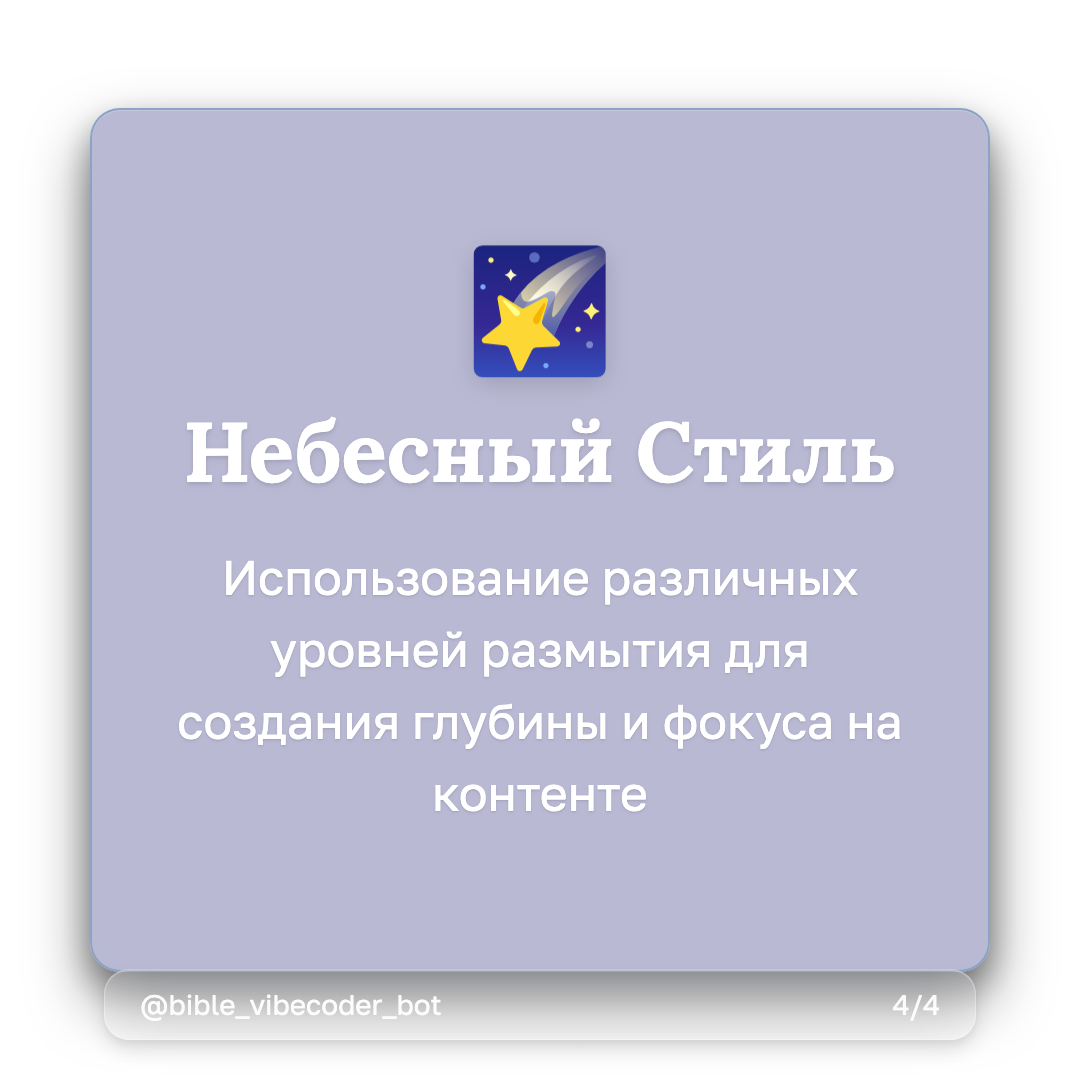 Небесный Стиль
Использование различных
уровней размытия для
создания глубины и фокуса на
контенте
@bible_vibecoder_bot 4/4